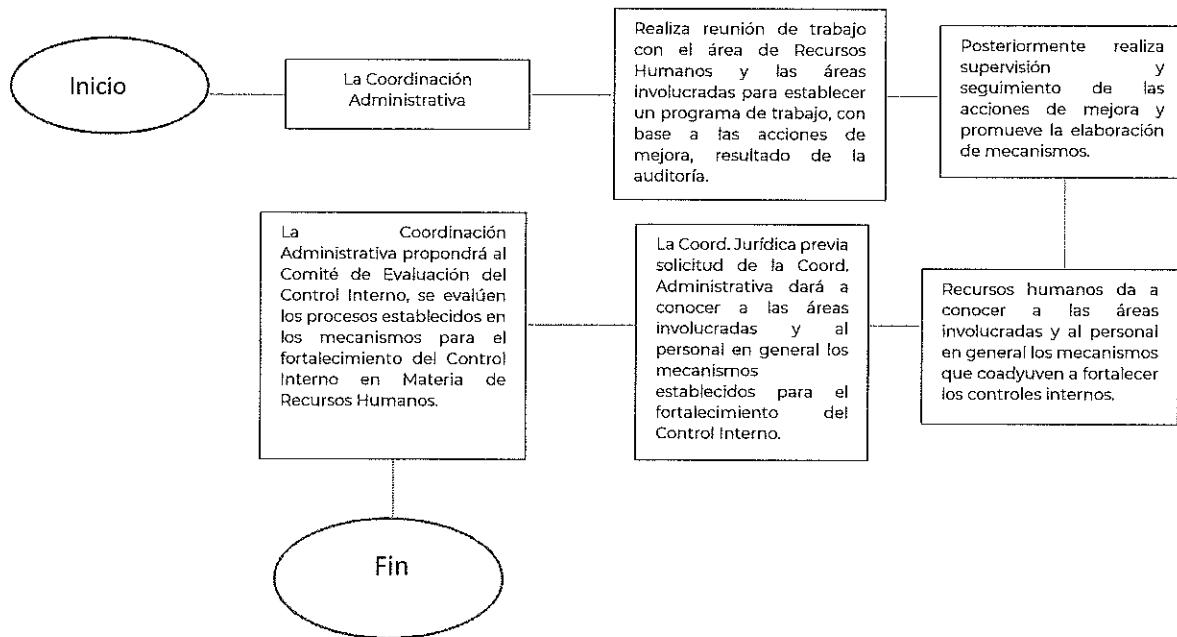 Inicio
La Coordinación
Administrativa
Realiza reunión de trabajo
con el área de Recursos
Humanos y las áreas
involucradas para establecer
un programa de trabajo, con
base a las acciones de
mejora, resultado de la
auditoría.
Posteriormente realiza
supervisión y
seguimiento de las
acciones de mejora y
promueve la elaboración
de mecanismos.
Recursos humanos da a
conocer a las áreas
involucradas y al personal
en general los mecanismos
que coadyuven a fortalecer
los controles internos.
La Coord. Jurídica previa
solicitud de la Coord.
Administrativa dará a
conocer a las áreas
involucradas y al
personal en general los
mecanismos
establecidos para el
fortalecimiento del
Control Interno.
La Coordinación
Administrativa propondrá al
Comité de Evaluación del
Control Interno, se evalúen
los procesos establecidos en
los mecanismos para el
fortalecimiento del Control
Interno en Materia de
Recursos Humanos.
Fin